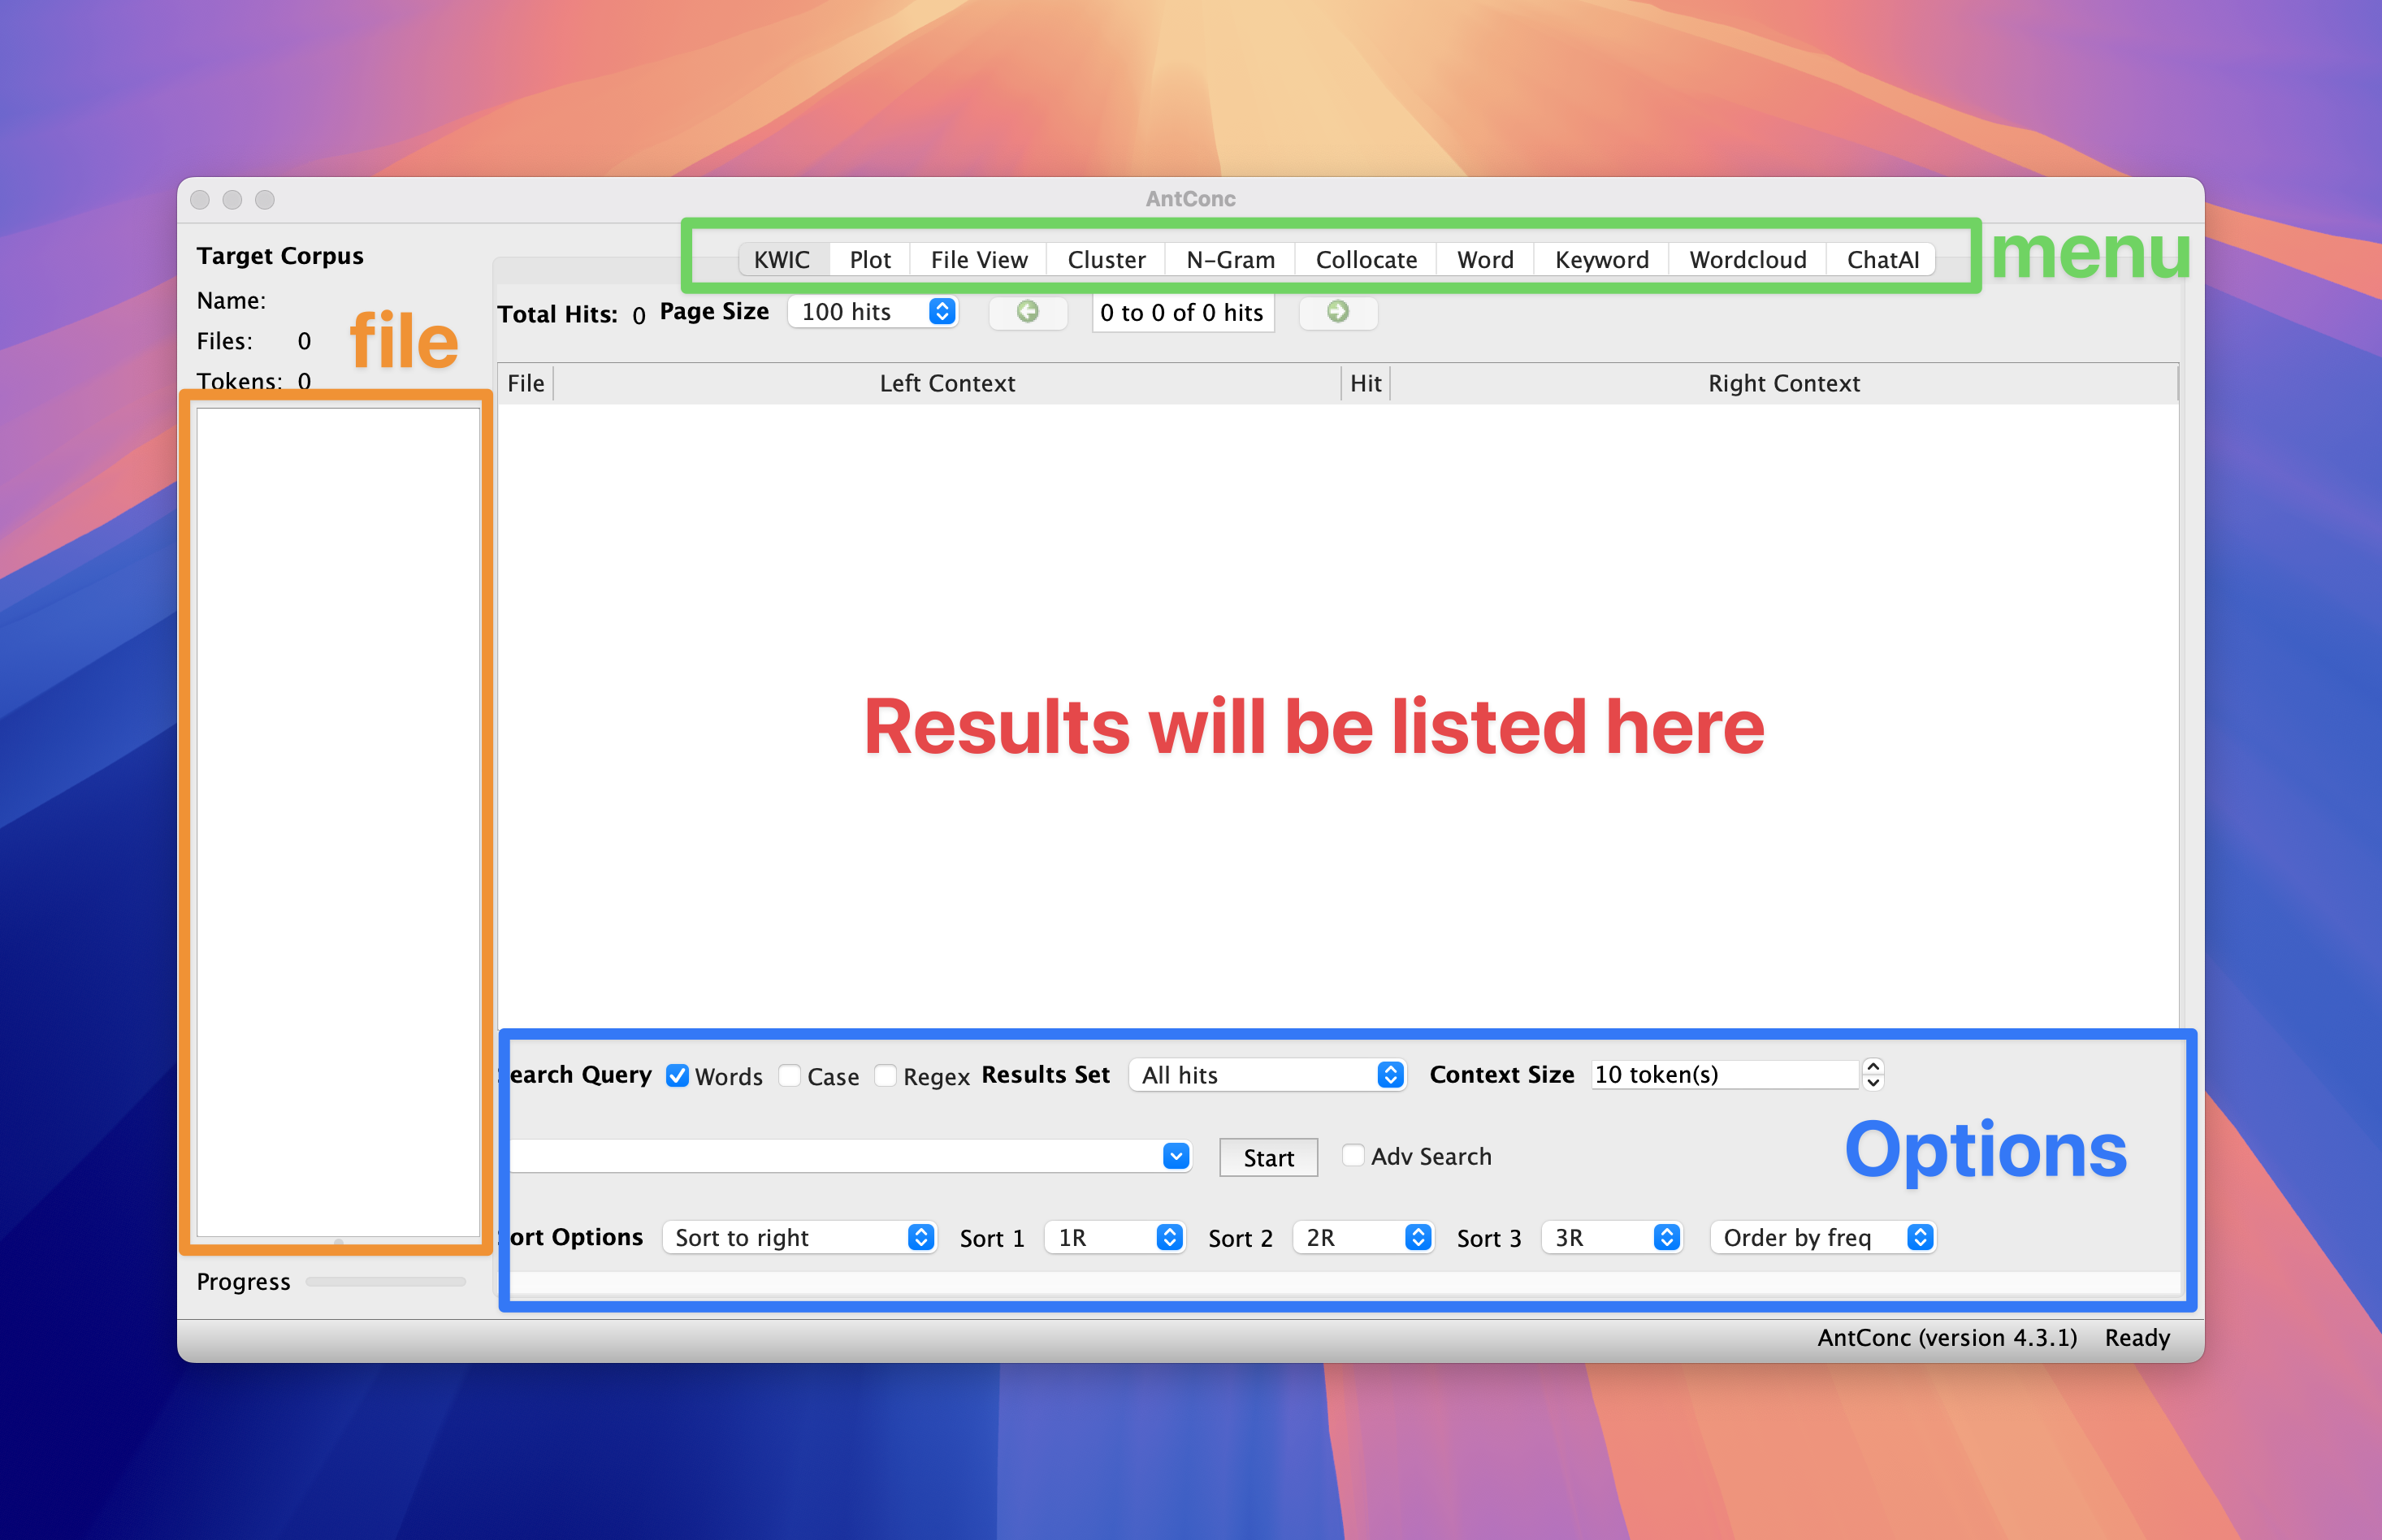 AntConc
Target Corpus
Name:
Files: 0
Tokens: 0
file
KWIC Plot File View Cluster N-Gram Collocate Word Keyword Wordcloud ChatAI
menu
Total Hits: 0 Page Size 100 hits 0 to 0 of 0 hits
File Left Context Hit Right Context
Results will be listed here
earch Query Words Case Regex Results Set All hits Context Size 10 token(s)
Start Adv Search
Options
ort Options Sort to right Sort 1 1R Sort 2 2R Sort 3 3R Order by freq
Progress
AntConc (version 4.3.1) Ready